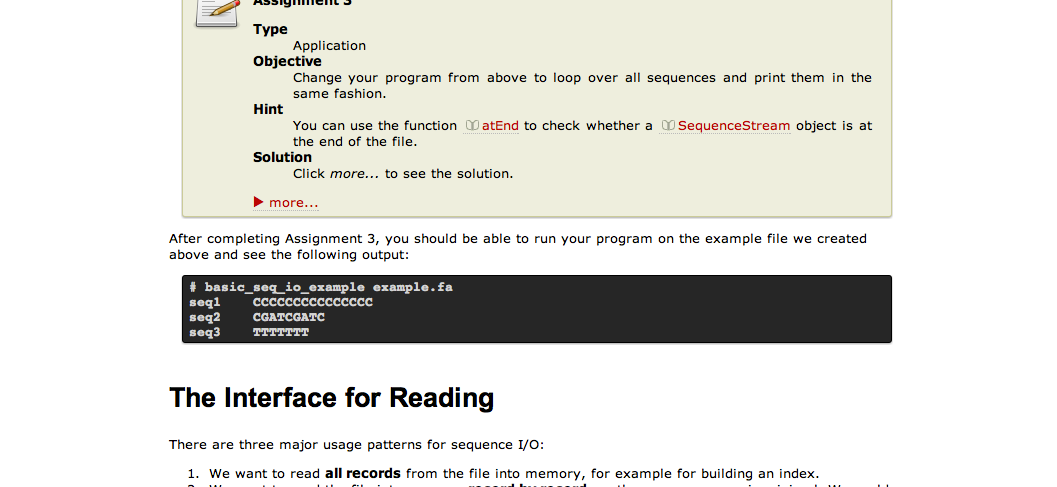 Assignment 3
Type
Application
Objective
Change your program from above to loop over all sequences and print them in the
same fashion.
Hint
You can use the function atEnd to check whether a SequenceStream object is at
the end of the file.
Solution
Click more... to see the solution.
more...
After completing Assignment 3, you should be able to run your program on the example file we created
above and see the following output:
# basic_seq_io_example example.fa
seq1    CCCCCCCCCCCCCCC
seq2    CGATCGATC
seq3    TTTTTTT
The Interface for Reading
There are three major usage patterns for sequence I/O:
1. We want to read all records from the file into memory, for example for building an index.